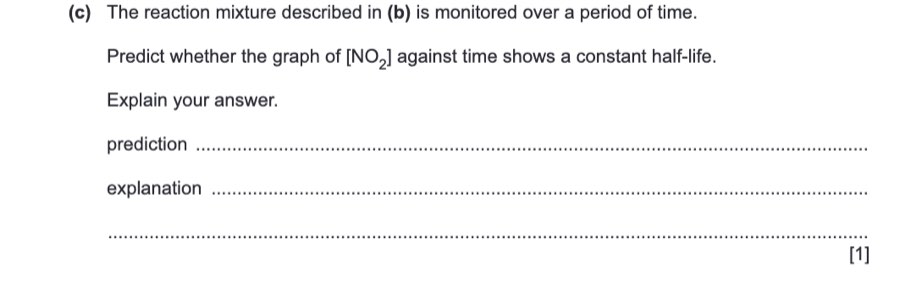 (c) The reaction mixture described in (b) is monitored over a period of time.
Predict whether the graph of [NO₂] against time shows a constant half-life.
Explain your answer.
prediction ................................................................................
explanation ................................................................................
................................................................................
[1]